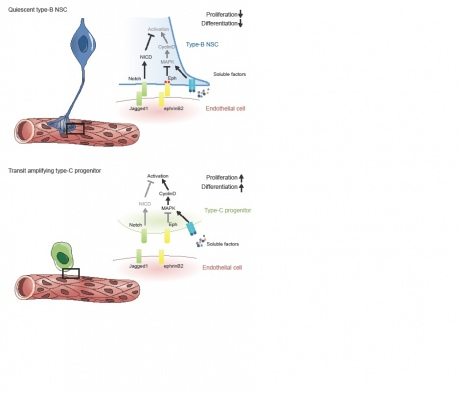 Quiescent type-B NSC
Proliferation
Differentiation
Activation
CyclinD
Type-B NSC
NICD
MAPK
Notch
Eph
Soluble factors
Jagged1
ephrinB2
Endothelial cell
Transit amplifying type-C progenitor
Activation
Proliferation
Differentiation
CyclinD
NICD
MAPK
Type-C progenitor
Notch
Eph
Soluble factors
Jagged1
ephrinB2
Endothelial cell